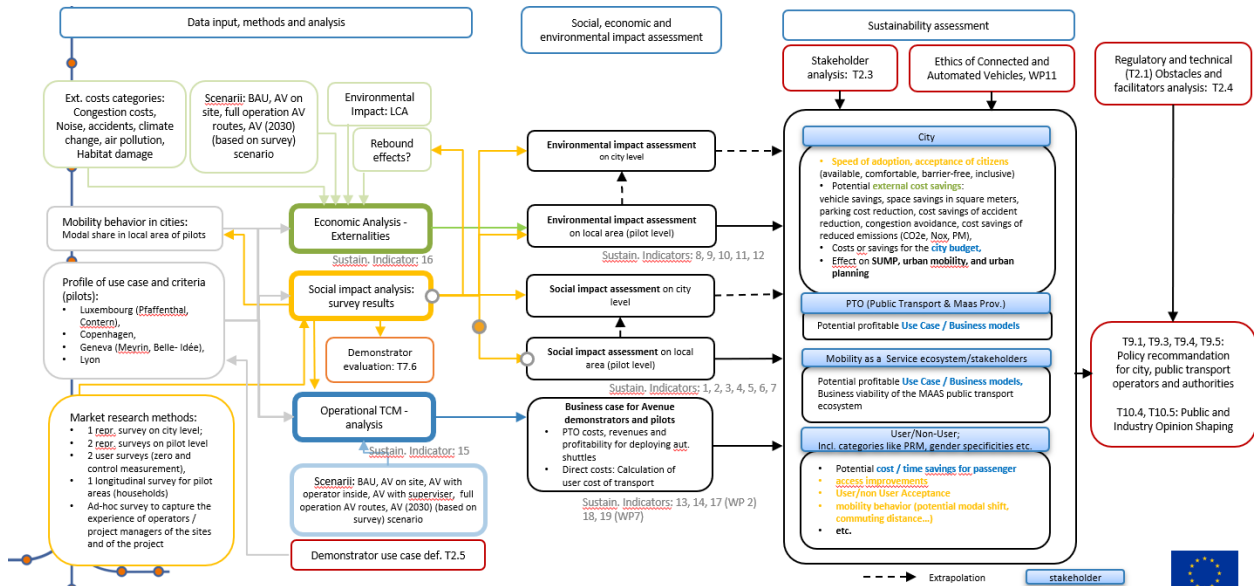 Data input, methods and analysis
Social, economic and
environmental impact assessment
Sustainability assessment
Stakeholder
analysis: T2.3
Ethics of Connected and
Automated Vehicles, WP11
Regulatory and technical
(T2.1) Obstacles and
facilitators analysis: T2.4
Ext. costs categories:
Congestion costs,
Noise, accidents, climate
change, air pollution,
Habitat damage
Scenarii: BAU, AV on
site, full operation AV
routes, AV (2030)
(based on survey)
scenario
Environmental
Impact: LCA
Rebound
effects?
Mobility behavior in cities:
Modal share in local area of pilots
Profile of use case and criteria
(pilots):
• Luxembourg (Pfaffenthal,
Contern),
• Copenhagen,
• Geneva (Meyrin, Belle- Idée),
• Lyon
Market research methods:
• 1 repr. survey on city level;
• 2 repr. surveys on pilot level
• 2 user surveys (zero and
control measurement),
• 1 longitudinal survey for pilot
areas (households)
• Ad-hoc survey to capture the
experience of operators /
project managers of the sites
and of the project
Economic Analysis -
Externalities
Sustain. Indicator: 16
Social impact analysis:
survey results
Demonstrator
evaluation: T7.6
Operational TCM -
analysis
Sustain. Indicator: 15
Scenarii: BAU, AV on site, AV with
operator inside, AV with superviser, full
operation AV routes, AV (2030) (based on
survey) scenario
Demonstrator use case def. T2.5
Environmental impact assessment
on city level
Environmental impact assessment
on local area (pilot level)
Sustain. Indicators: 8, 9, 10, 11, 12
Social impact assessment on city
level
Social impact assessment on local
area (pilot level)
Sustain. Indicators: 1, 2, 3, 4, 5, 6, 7
Business case for Avenue
demonstrators and pilots
• PTO costs, revenues and
profitability for deploying aut.
shuttles
• Direct costs: Calculation of
user cost of transport
Sustain. Indicators: 13, 14, 17 (WP 2)
18, 19 (WP7)
City
• Speed of adoption, acceptance of citizens
(available, comfortable, barrier-free, inclusive)
• Potential external cost savings:
vehicle savings, space savings in square meters,
parking cost reduction, cost savings of accident
reduction, congestion avoidance, cost savings of
reduced emissions (CO2e, Nox, PM),
• Costs or savings for the city budget,
• Effect on SUMP, urban mobility, and urban
planning
PTO (Public Transport & Maas Prov.)
Potential profitable Use Case / Business models
Mobility as a Service ecosystem/stakeholders
Potential profitable Use Case / Business models,
Business viability of the MAAS public transport
ecosystem
User/Non-User;
Incl. categories like PRM, gender specificities etc.
• Potential cost / time savings for passenger
• access improvements
• User/non User Acceptance
• mobility behavior (potential modal shift,
commuting distance...)
• etc.
T9.1, T9.3, T9.4, T9.5:
Policy recommandation
for city, public transport
operators and authorities
T10.4, T10.5: Public and
Industry Opinion Shaping
Extrapolation
stakeholder